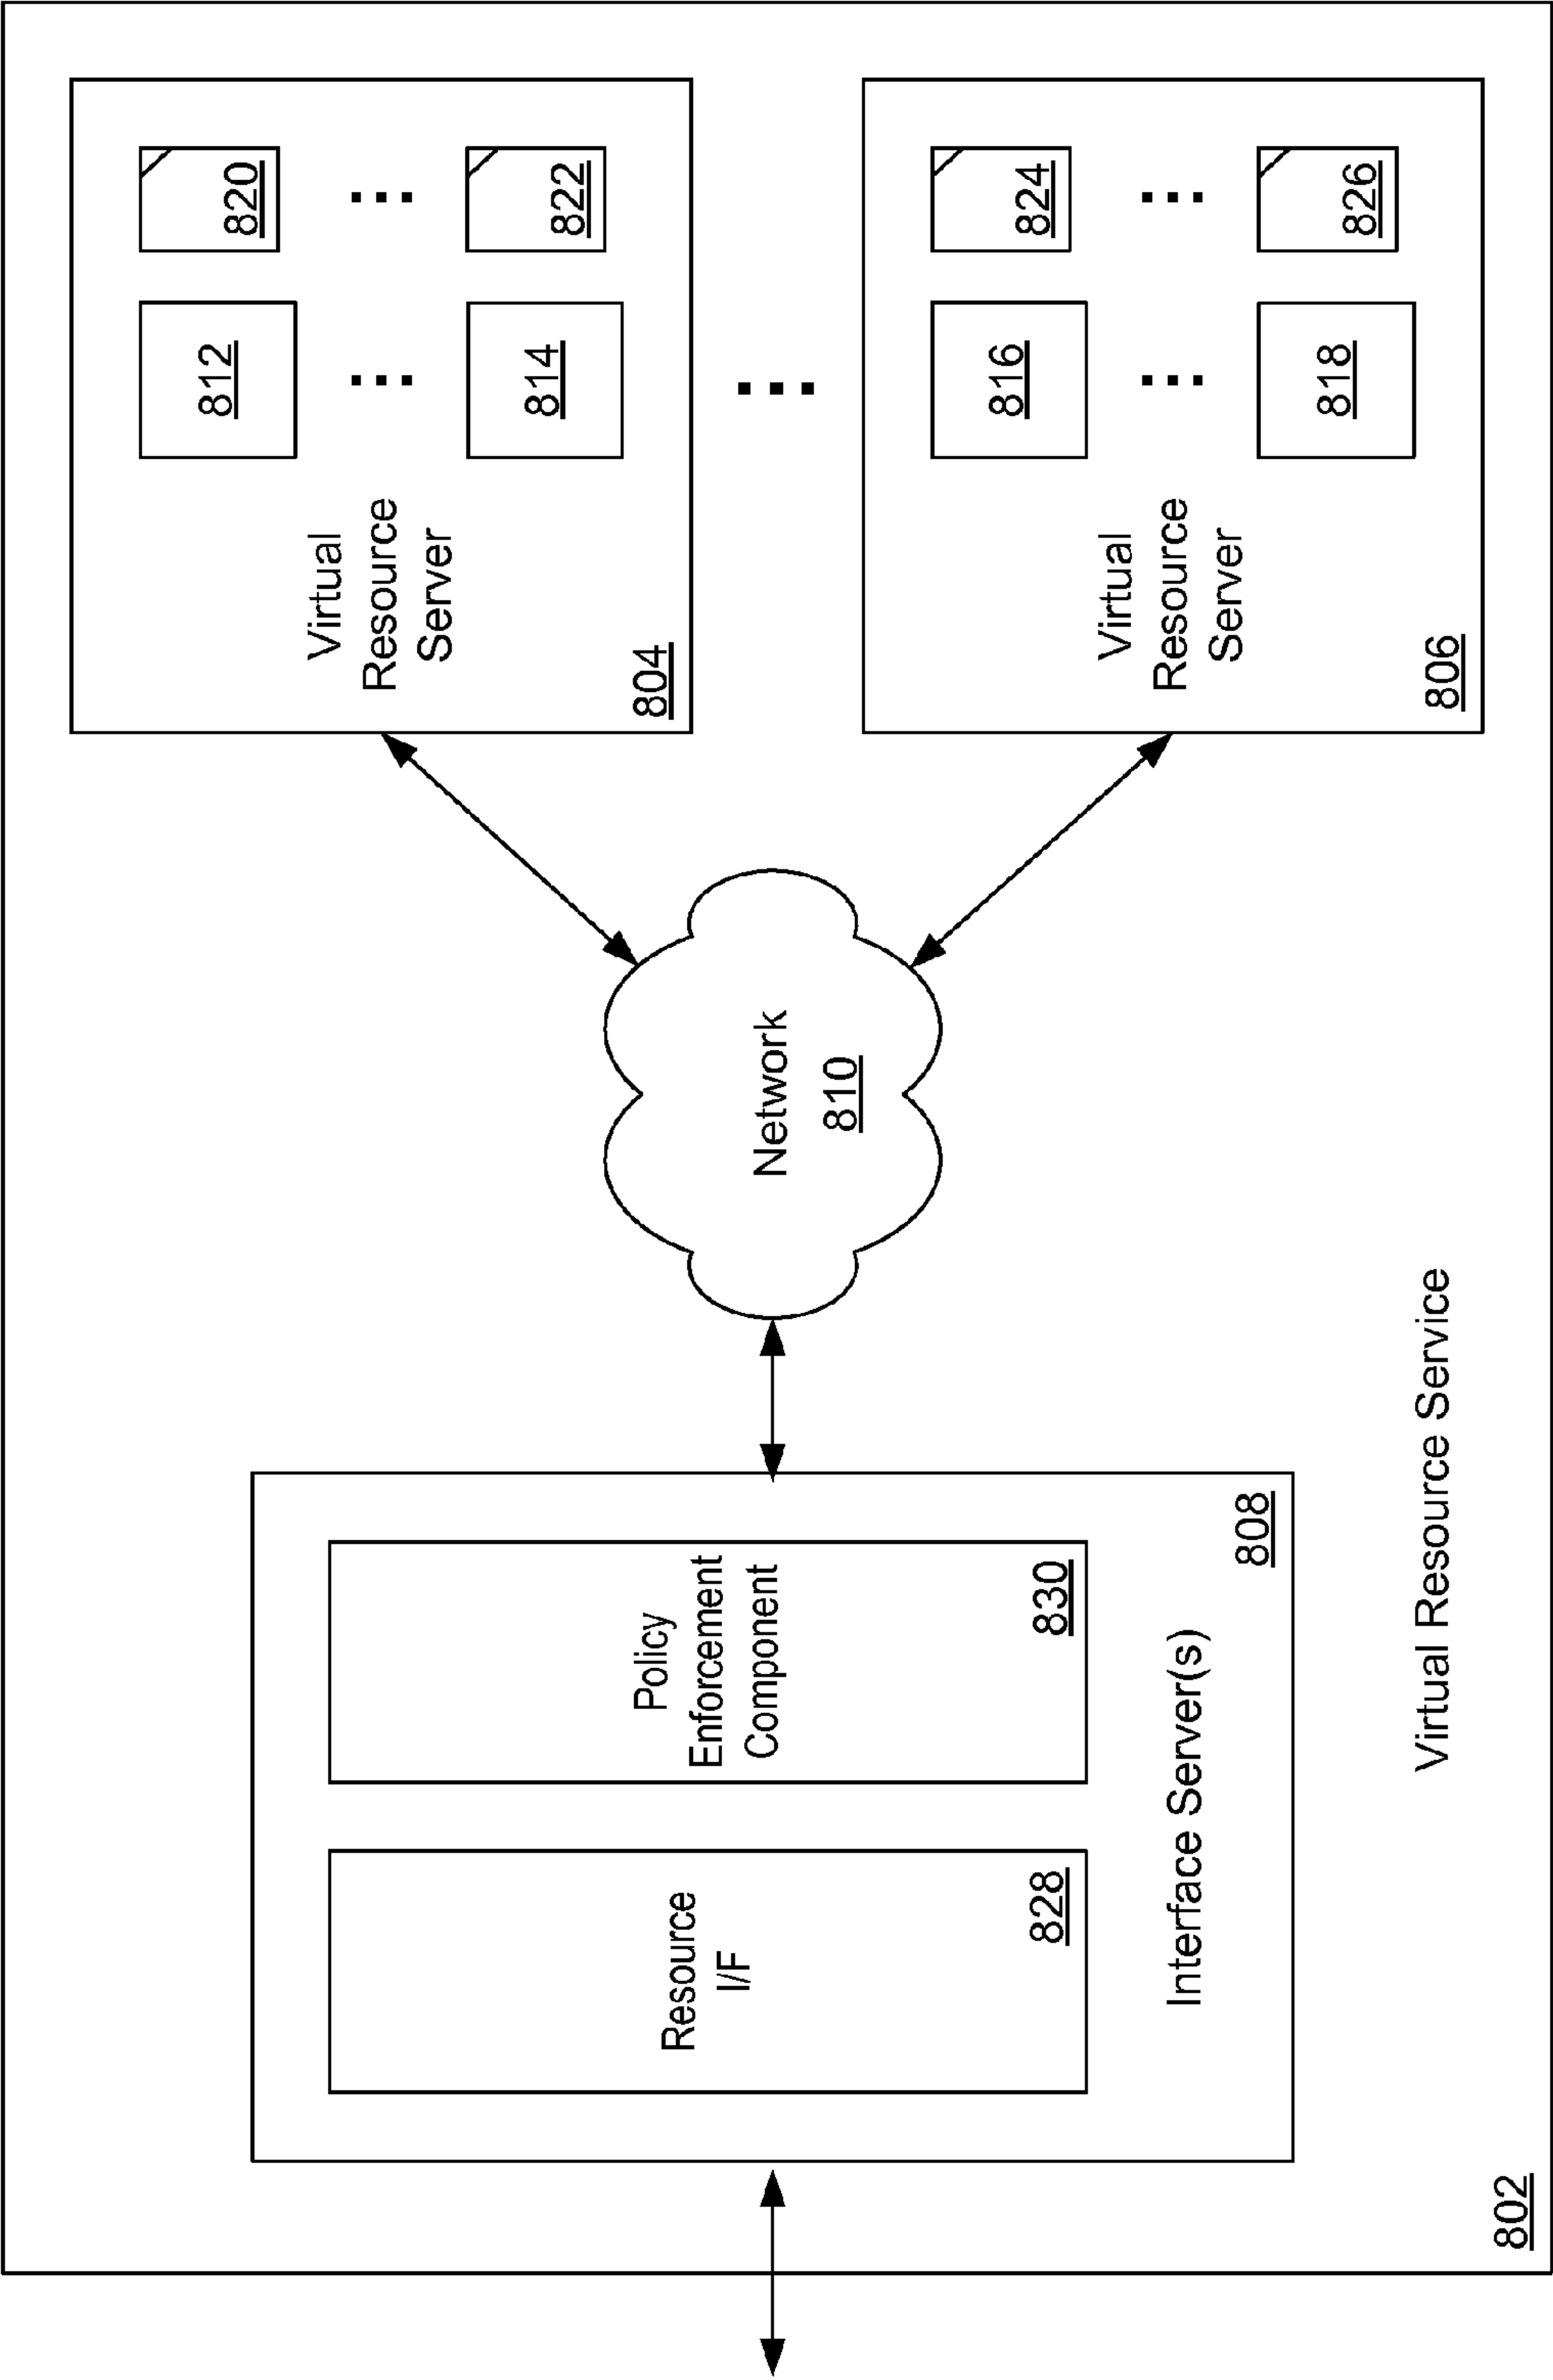 Resource
I/F
828
Policy
Enforcement
Component
830
Interface Server(s)
808
Network
810
Virtual
Resource
Server
804
812
814
820
822
Virtual
Resource
Server
806
816
818
824
826
Virtual Resource Service
802